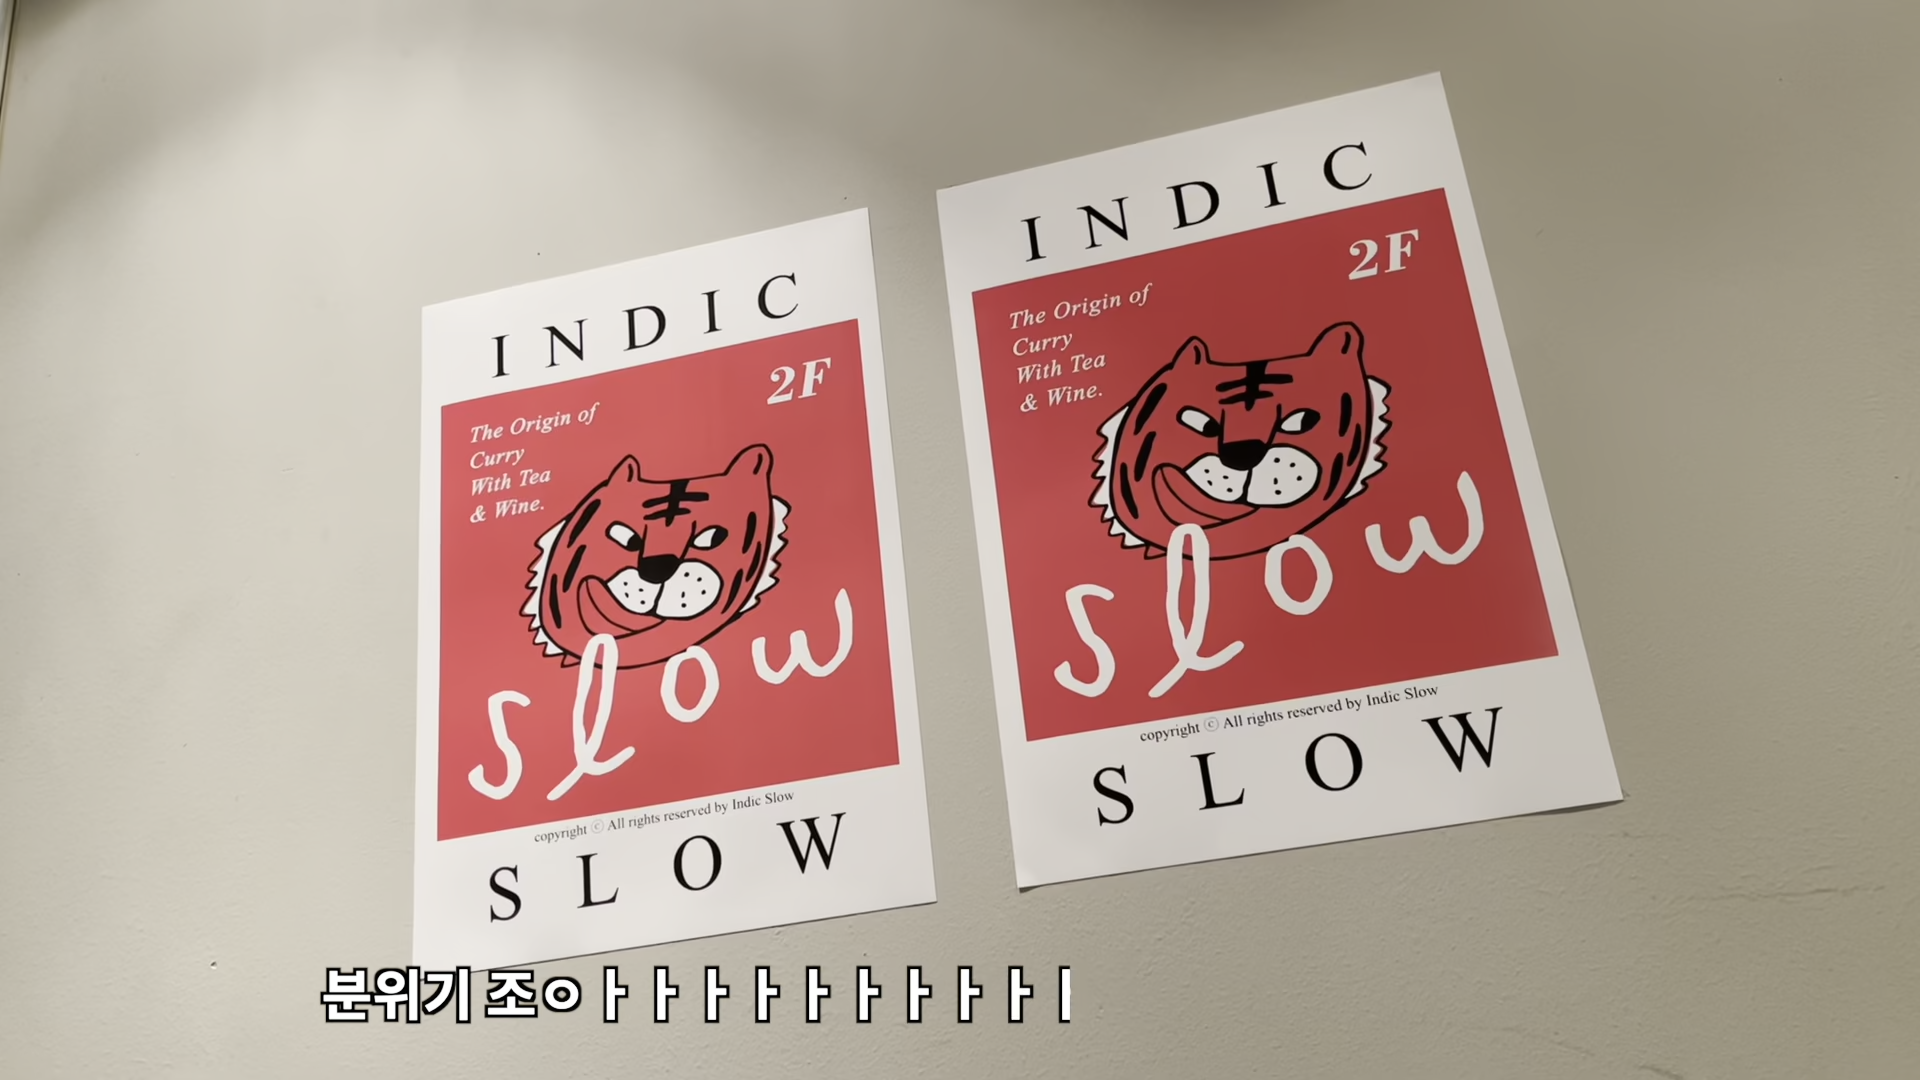 INDIC
2F
The Origin of
Curry
With Tea
& Wine.
slow
copyright ⓒ All rights reserved by Indic Slow
SLOW
INDIC
2F
The Origin of
Curry
With Tea
& Wine.
slow
copyright ⓒ All rights reserved by Indic Slow
SLOW
분위기 조ㅇㅏㅏㅏㅏㅏㅏㅏㅏㅏ